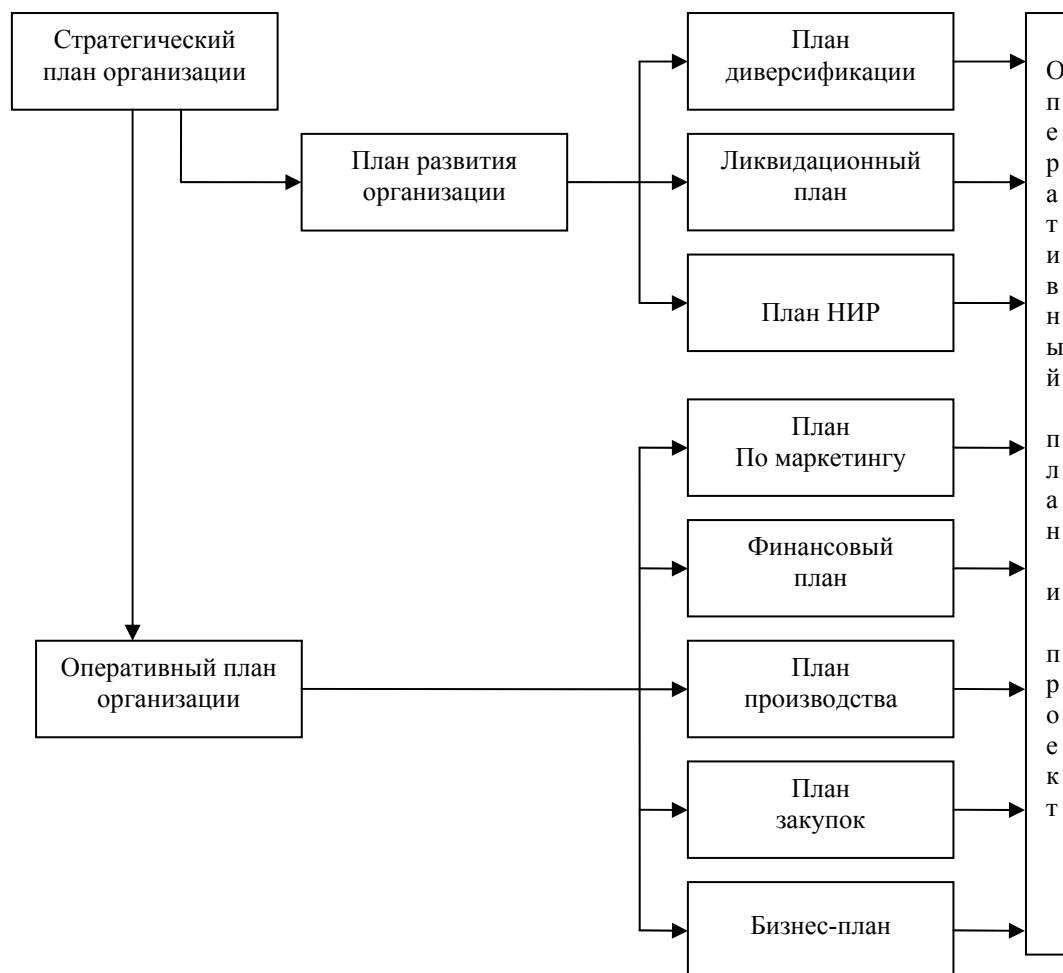 Стратегический
план организации
План развития
организации
Оперативный план
организации
План
диверсификации
Ликвидационный
план
План НИР
План
По маркетингу
Финансовый
план
План
производства
План
закупок
Бизнес-план
О
п
е
р
а
т
и
в
н
ы
й
п
л
а
н
и
п
р
о
е
к
т